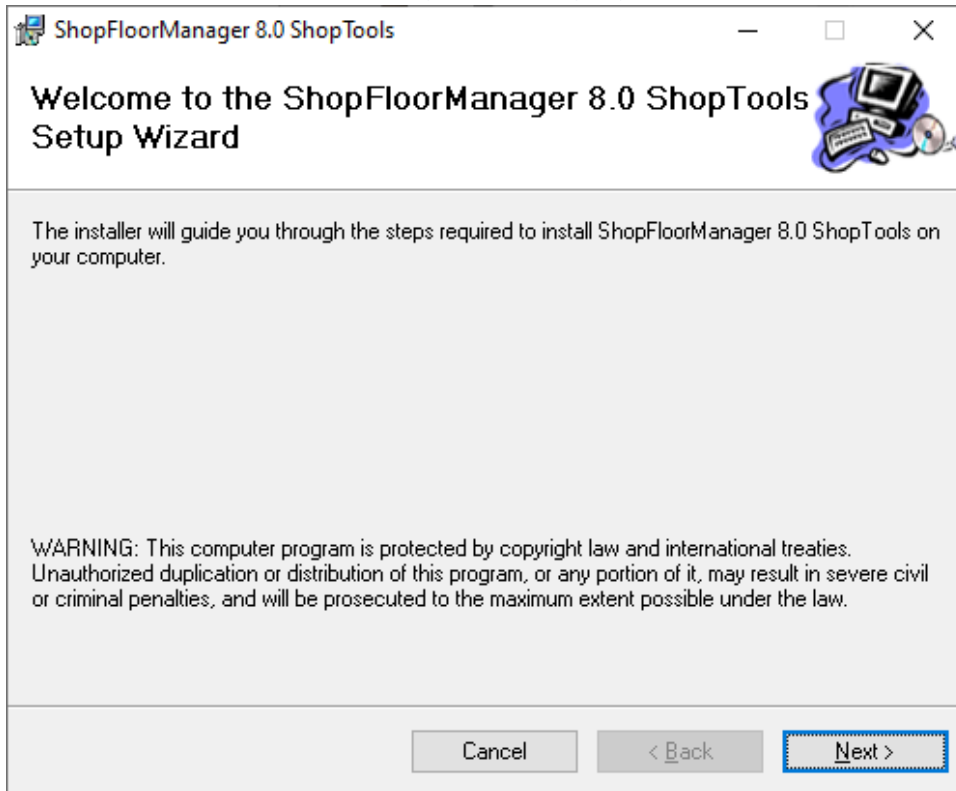 ShopFloorManager 8.0 ShopTools
Welcome to the ShopFloorManager 8.0 ShopTools
Setup Wizard
The installer will guide you through the steps required to install ShopFloorManager 8.0 ShopTools on
your computer.
WARNING: This computer program is protected by copyright law and international treaties.
Unauthorized duplication or distribution of this program, or any portion of it, may result in severe civil
or criminal penalties, and will be prosecuted to the maximum extent possible under the law.
Cancel < Back Next >